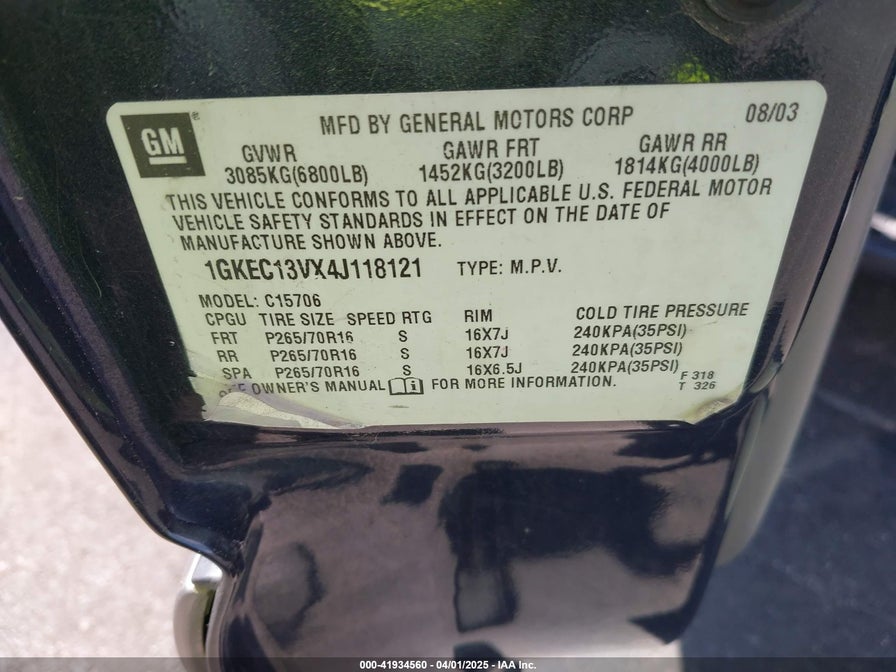 GM®
MFD BY GENERAL MOTORS CORP 08/03
GVWR GAWR FRT GAWR RR
3085KG(6800LB) 1452KG(3200LB) 1814KG(4000LB)
THIS VEHICLE CONFORMS TO ALL APPLICABLE U.S. FEDERAL MOTOR
VEHICLE SAFETY STANDARDS IN EFFECT ON THE DATE OF
MANUFACTURE SHOWN ABOVE.
1GKEC13VX4J118121 TYPE: M.P.V.
MODEL: C15706
CPGU TIRE SIZE SPEED RTG RIM COLD TIRE PRESSURE
FRT P265/70R16 S 16X7J 240KPA(35PSI)
RR P265/70R16 S 16X7J 240KPA(35PSI)
SPA P265/70R16 S 16X6.5J 240KPA(35PSI)
SEE OWNER'S MANUAL FOR MORE INFORMATION.
F 318
T 326
000-41934560 - 04/01/2025 - IAA Inc.